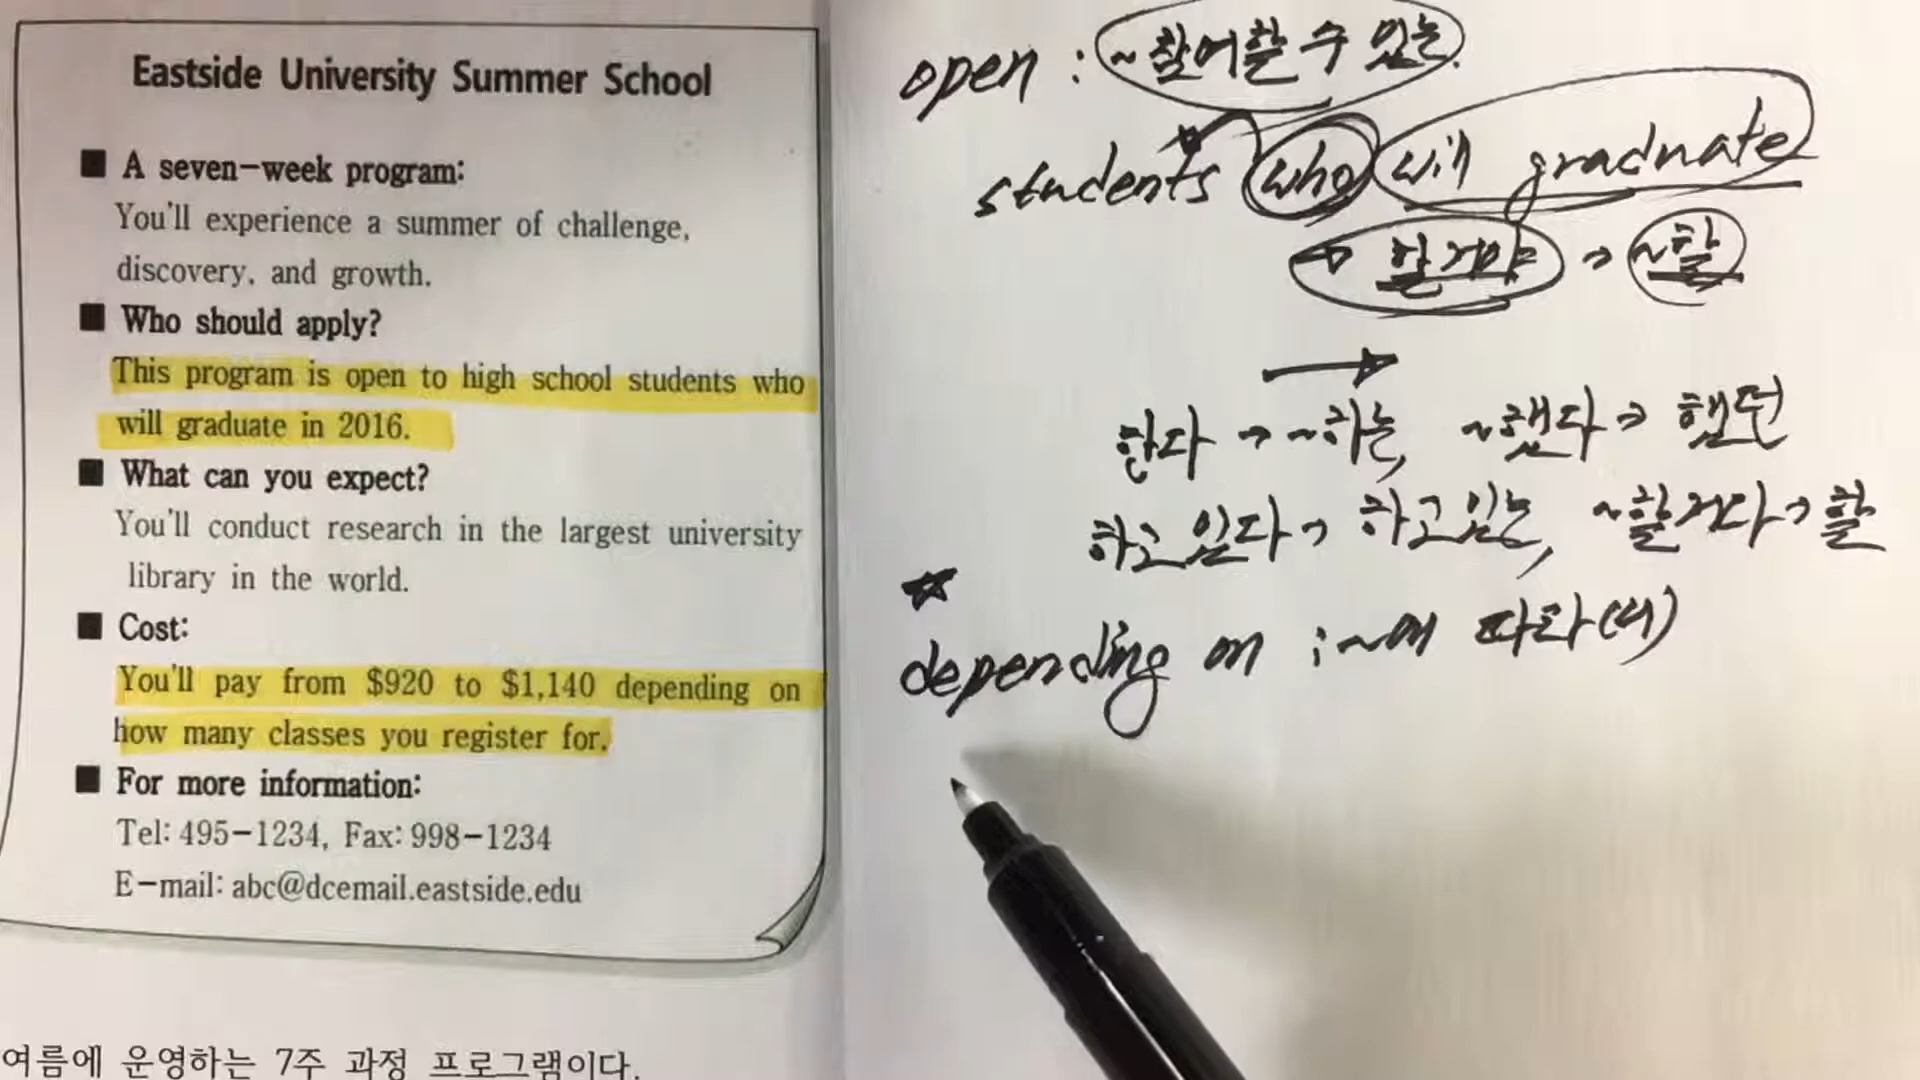 Eastside University Summer School
■ A seven-week program:
You'll experience a summer of challenge,
discovery, and growth.
■ Who should apply?
This program is open to high school students who
will graduate in 2016.
■ What can you expect?
You'll conduct research in the largest university
library in the world.
■ Cost:
You'll pay from $920 to $1,140 depending on
how many classes you register for.
■ For more information:
Tel: 495-1234, Fax: 998-1234
E-mail: abc@dcemail.eastside.edu
여름에 운영하는 7주 과정 프로그램이다.
open : ~참여할 수 있는.
students who will graduate
→ 할거야 → ~할
한다 → ~하는, ~했다 → 했던
하고 있다 → 하고 있는, ~할거다 → 할
★
depending on : ~에 따라(서)